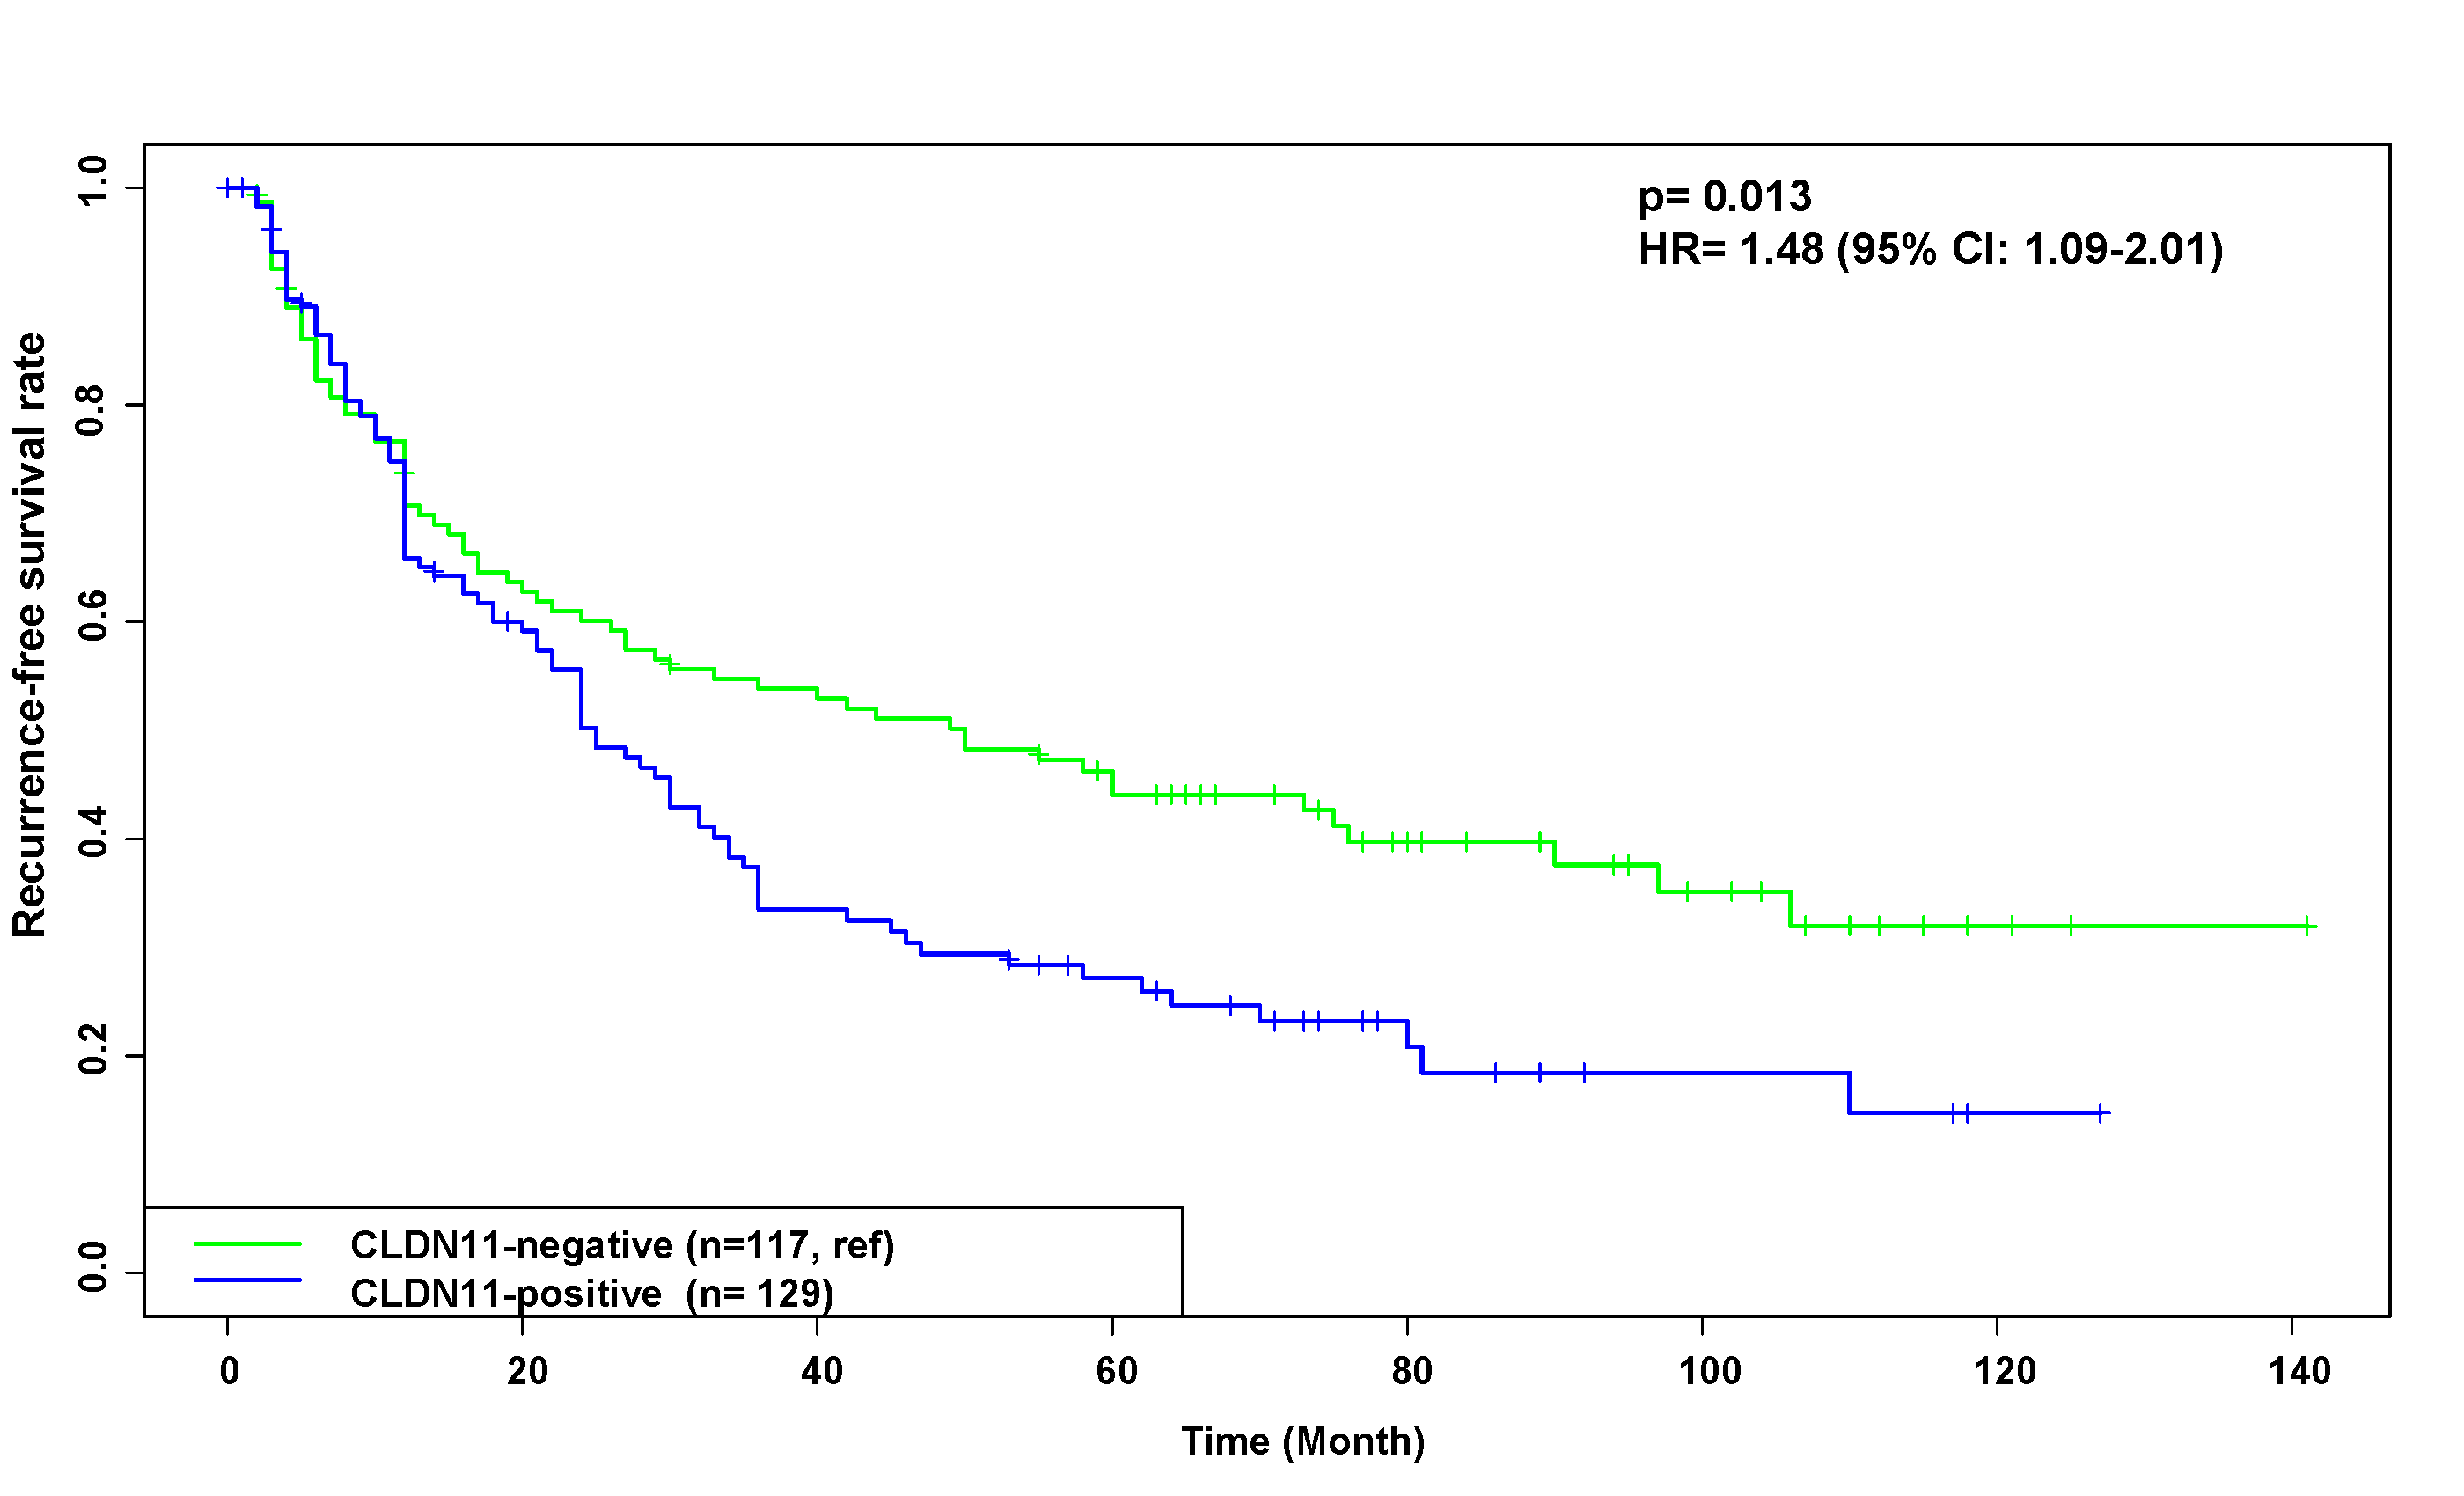 p= 0.013
HR= 1.48 (95% CI: 1.09-2.01)
Recurrence-free survival rate
1.0
0.8
0.6
0.4
0.2
0.0
CLDN11-negative (n=117, ref)
CLDN11-positive (n= 129)
0 20 40 60 80 100 120 140
Time (Month)